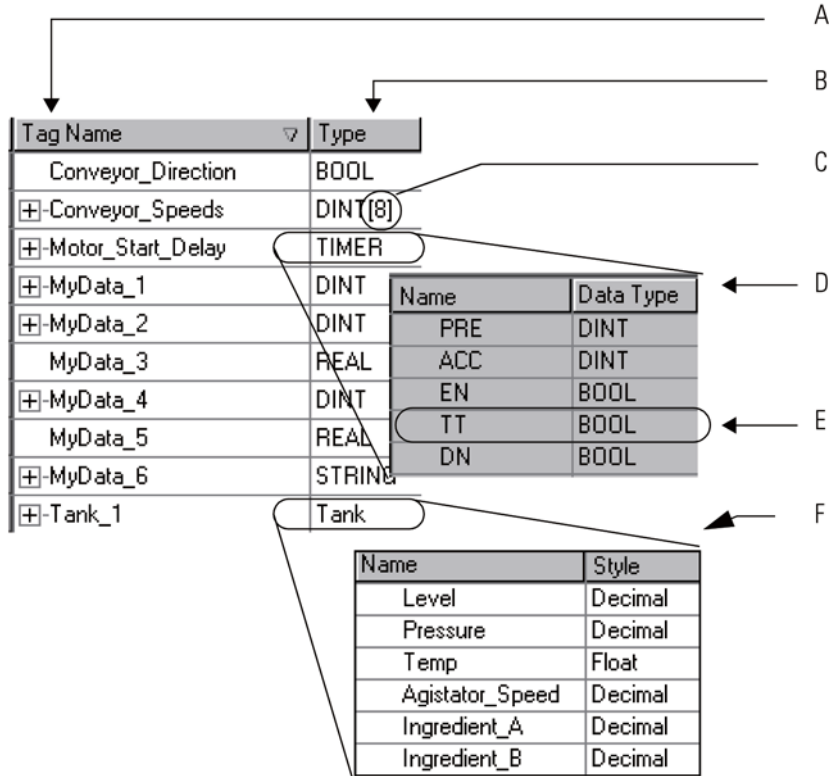 A
B
Tag Name Type
Conveyor_Direction BOOL
C
Conveyor_Speeds DINT[8]
Motor_Start_Delay TIMER
MyData_1 DINT
D
Name Data Type
MyData_2 DINT
PRE DINT
MyData_3 REAL
ACC DINT
MyData_4 DINT
EN BOOL
E
TT BOOL
MyData_5 REAL
DN BOOL
MyData_6 STRING
Tank_1 Tank
F
Name Style
Level Decimal
Pressure Decimal
Temp Float
Agistator_Speed Decimal
Ingredient_A Decimal
Ingredient_B Decimal